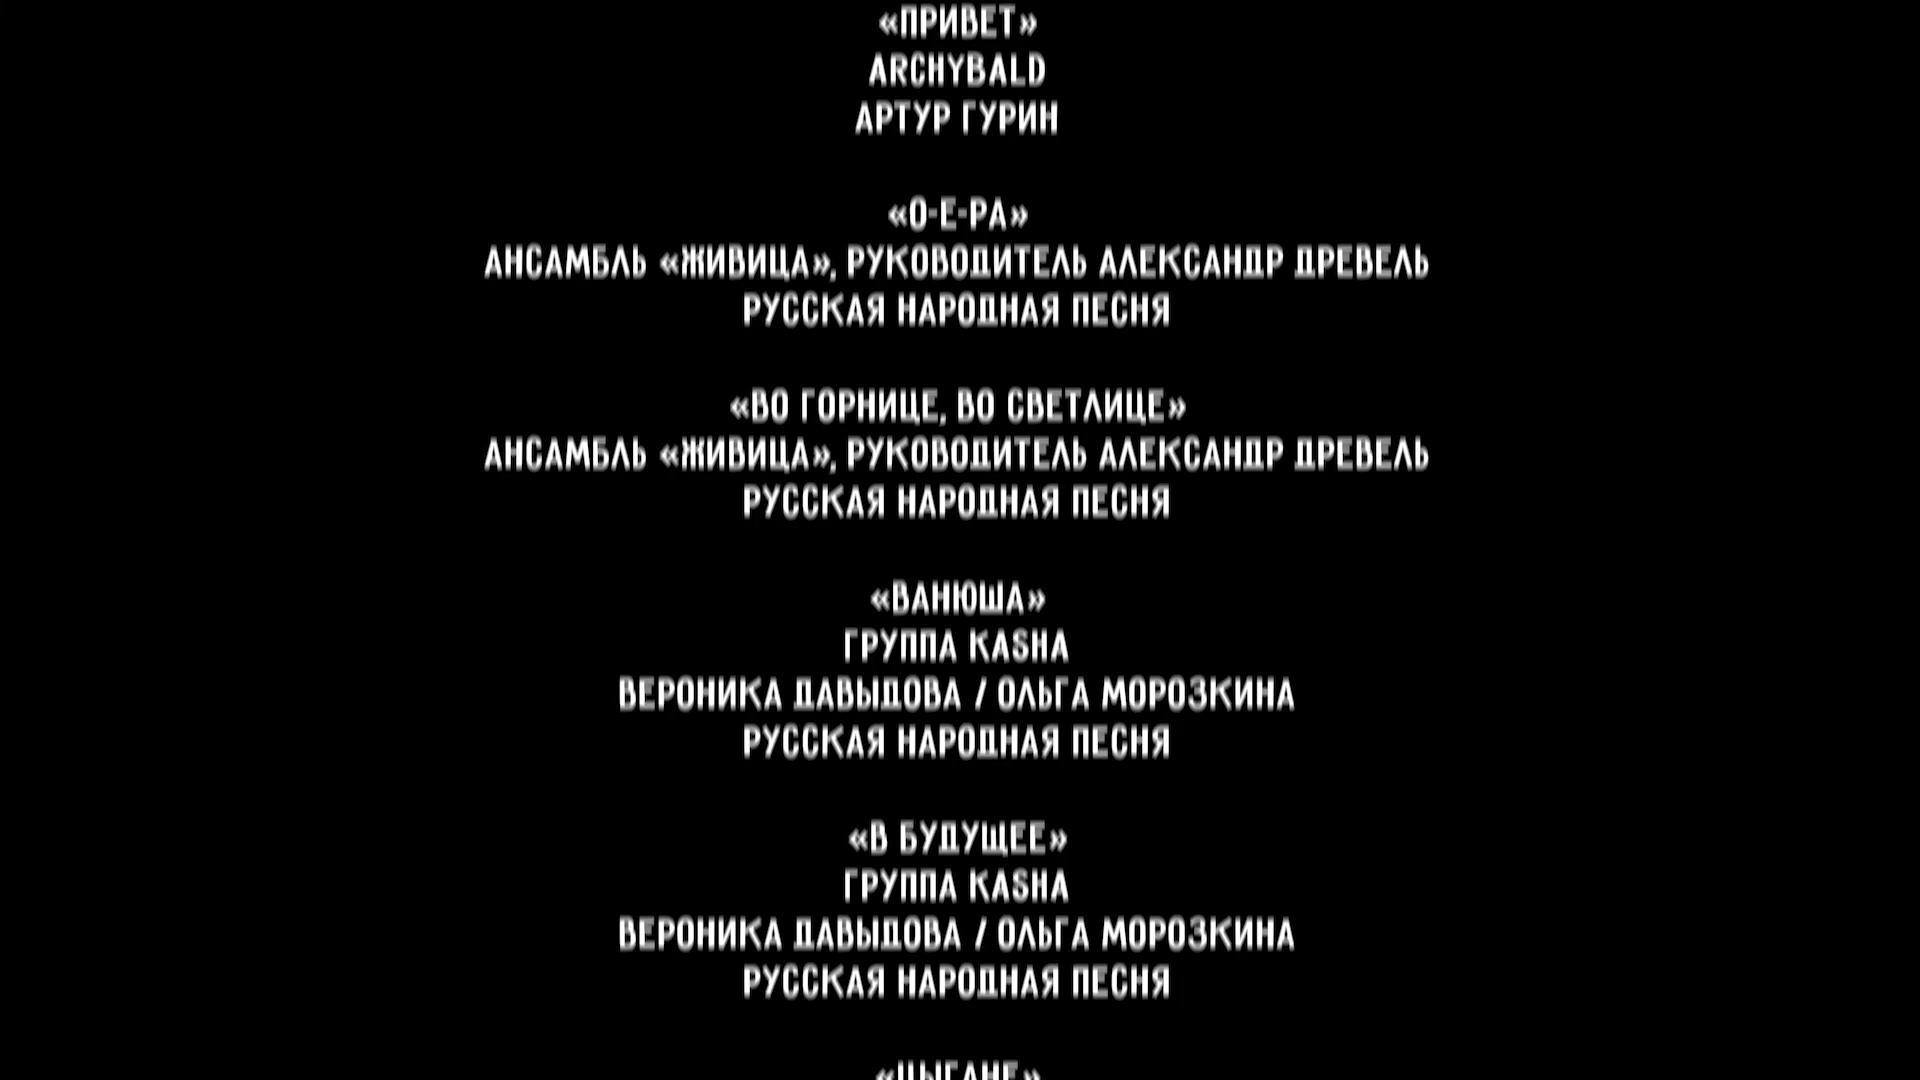 «ПРИВЕТ»
ARCHYBALD
АРТУР ГУРИН
«О-Е-РА»
АНСАМБЛЬ «ЖИВИЦА», РУКОВОДИТЕЛЬ АЛЕКСАНДР ДРЕВЕЛЬ
РУССКАЯ НАРОДНАЯ ПЕСНЯ
«ВО ГОРНИЦЕ, ВО СВЕТЛИЦЕ»
АНСАМБЛЬ «ЖИВИЦА», РУКОВОДИТЕЛЬ АЛЕКСАНДР ДРЕВЕЛЬ
РУССКАЯ НАРОДНАЯ ПЕСНЯ
«ВАНЮША»
ГРУППА KASHA
ВЕРОНИКА ДАВЫДОВА / ОЛЬГА МОРОЗКИНА
РУССКАЯ НАРОДНАЯ ПЕСНЯ
«В БУДУЩЕЕ»
ГРУППА KASHA
ВЕРОНИКА ДАВЫДОВА / ОЛЬГА МОРОЗКИНА
РУССКАЯ НАРОДНАЯ ПЕСНЯ
«ЦЫГАНЕ»